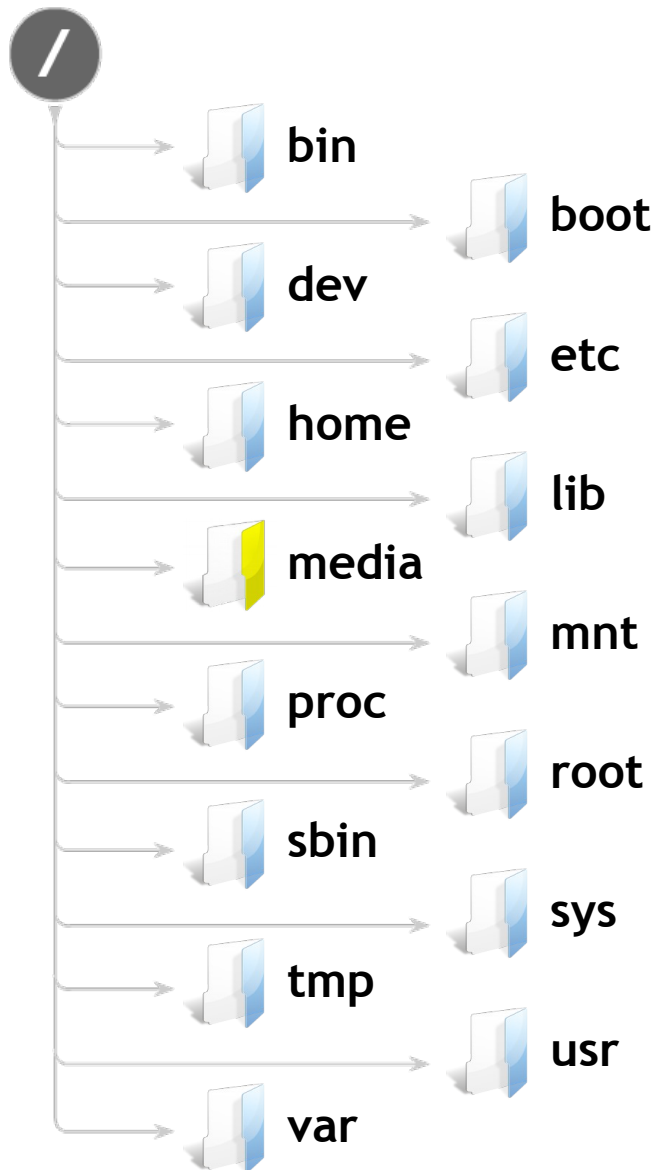 /
bin
boot
dev
etc
home
lib
media
mnt
proc
root
sbin
sys
tmp
usr
var